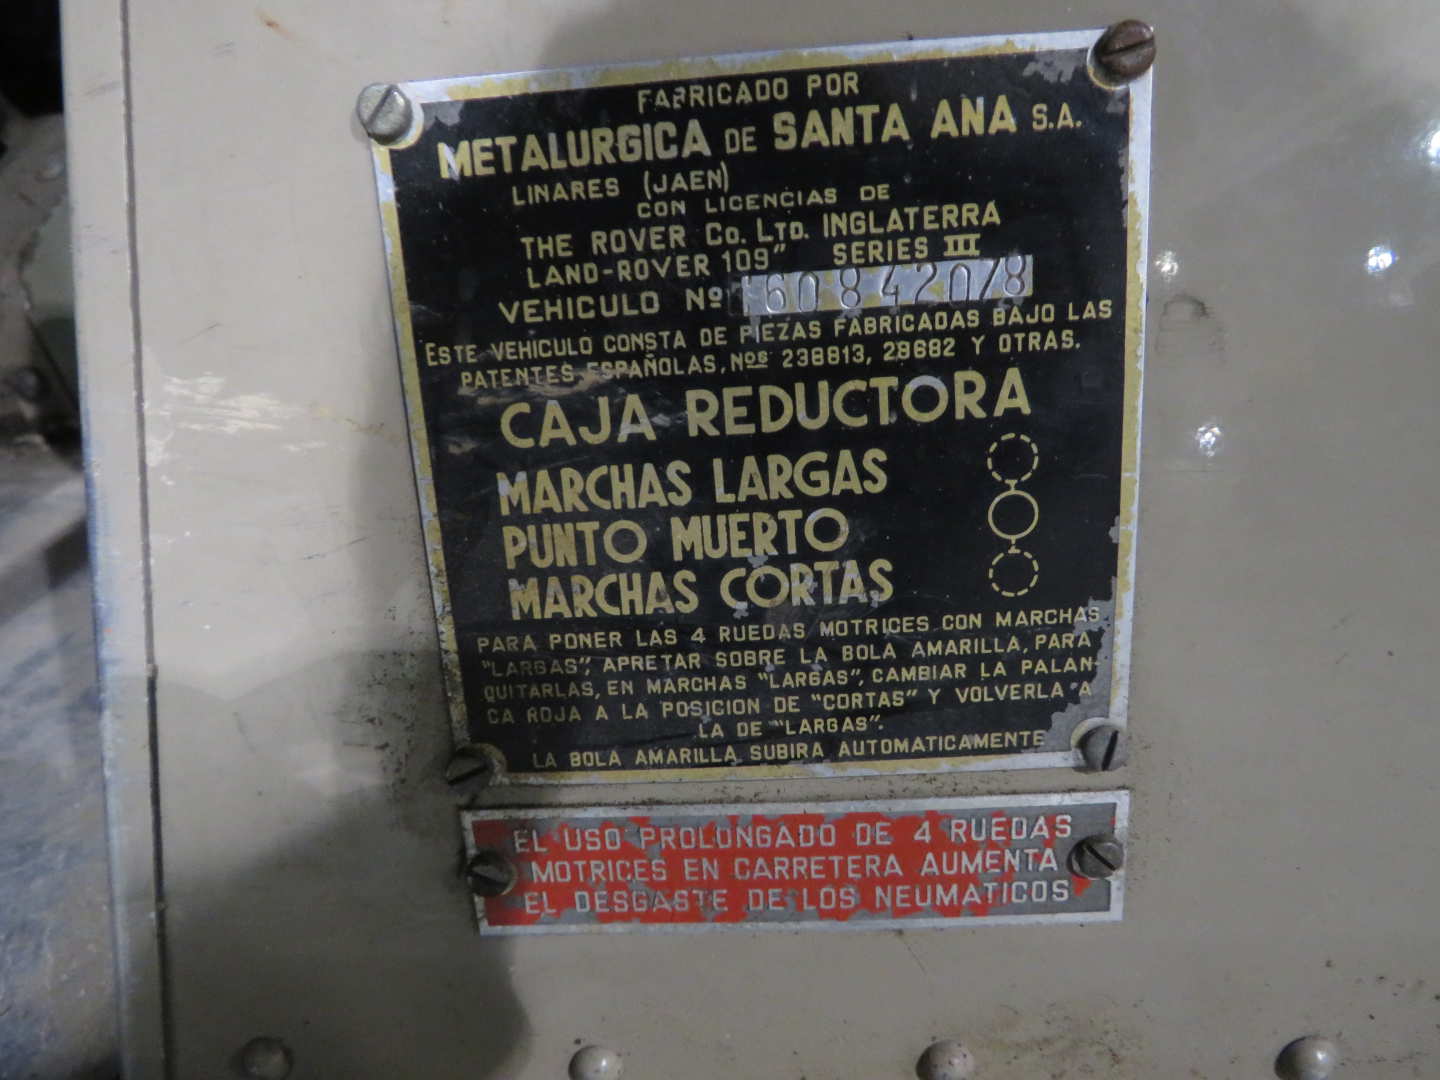 FABRICADO POR
METALURGICA DE SANTA ANA S.A.
LINARES (JAEN)
CON LICENCIAS DE
THE ROVER Co. LTD. INGLATERRA
LAND-ROVER 109" SERIES III
VEHICULO Nº 60842078
ESTE VEHICULO CONSTA DE PIEZAS FABRICADAS BAJO LAS
PATENTES ESPAÑOLAS, Nos 238813, 28682 Y OTRAS.
CAJA REDUCTORA
MARCHAS LARGAS
PUNTO MUERTO
MARCHAS CORTAS
PARA PONER LAS 4 RUEDAS MOTRICES CON MARCHAS
"LARGAS", APRETAR SOBRE LA BOLA AMARILLA, PARA
QUITARLAS, EN MARCHAS "LARGAS", CAMBIAR LA PALAN-
CA ROJA A LA POSICION DE "CORTAS" Y VOLVERLA A
LA DE "LARGAS".
LA BOLA AMARILLA SUBIRA AUTOMATICAMENTE
EL USO PROLONGADO DE 4 RUEDAS
MOTRICES EN CARRETERA AUMENTA
EL DESGASTE DE LOS NEUMATICOS